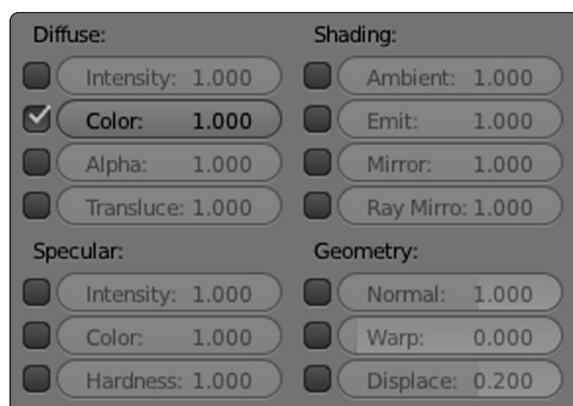 Diffuse:
Intensity: 1.000
Color: 1.000
Alpha: 1.000
Transluce: 1.000
Specular:
Intensity: 1.000
Color: 1.000
Hardness: 1.000
Shading:
Ambient: 1.000
Emit: 1.000
Mirror: 1.000
Ray Mirro: 1.000
Geometry:
Normal: 1.000
Warp: 0.000
Displace: 0.200